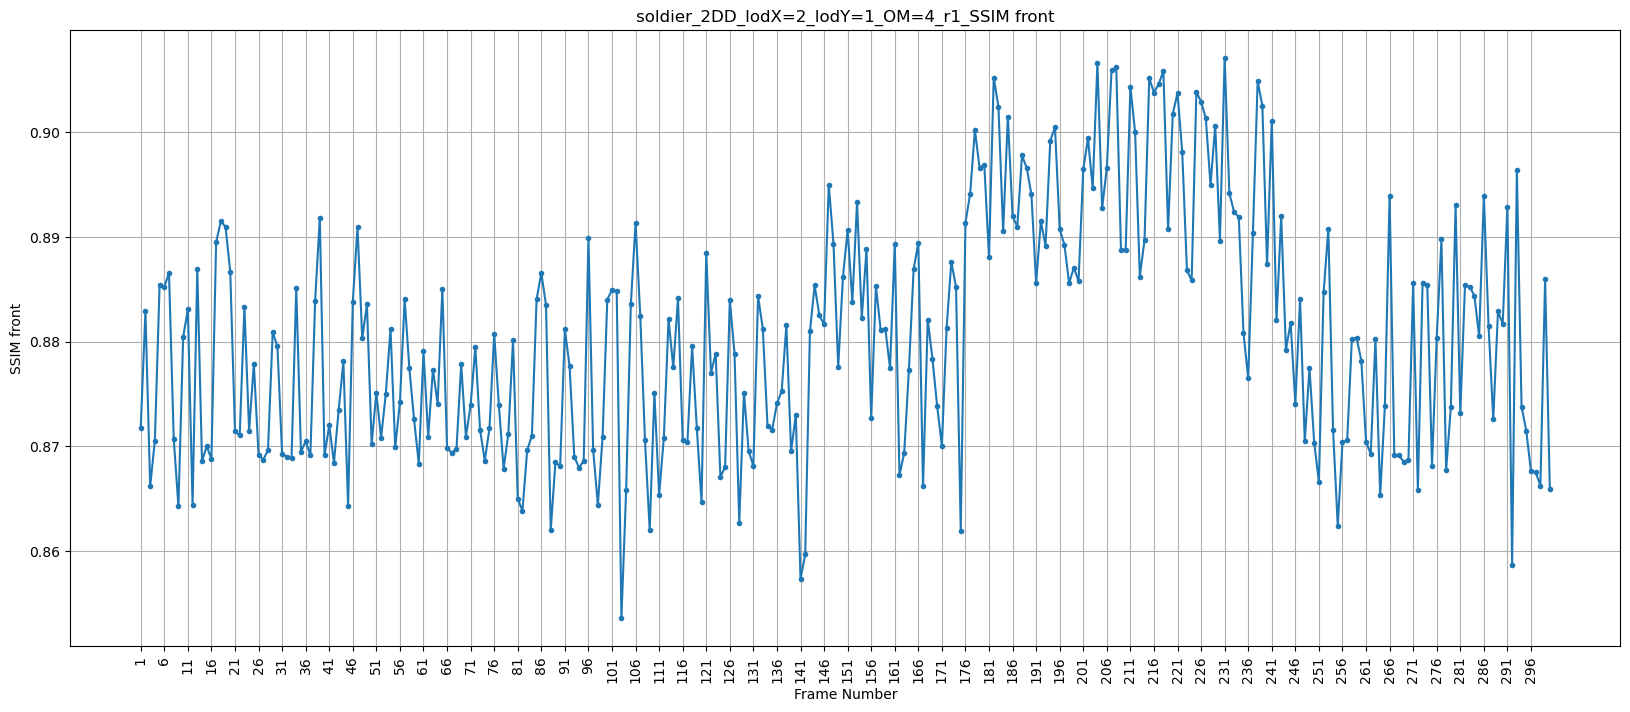 soldier_2DD_lodX=2_lodY=1_OM=4_r1_SSIM front
SSIM front
0.90
0.89
0.88
0.87
0.86
1 6 11 16 21 26 31 36 41 46 51 56 61 66 71 76 81 86 91 96 101 106 111 116 121 126 131 136 141 146 151 156 161 166 171 176 181 186 191 196 201 206 211 216 221 226 231 236 241 246 251 256 261 266 271 276 281 286 291 296
Frame Number